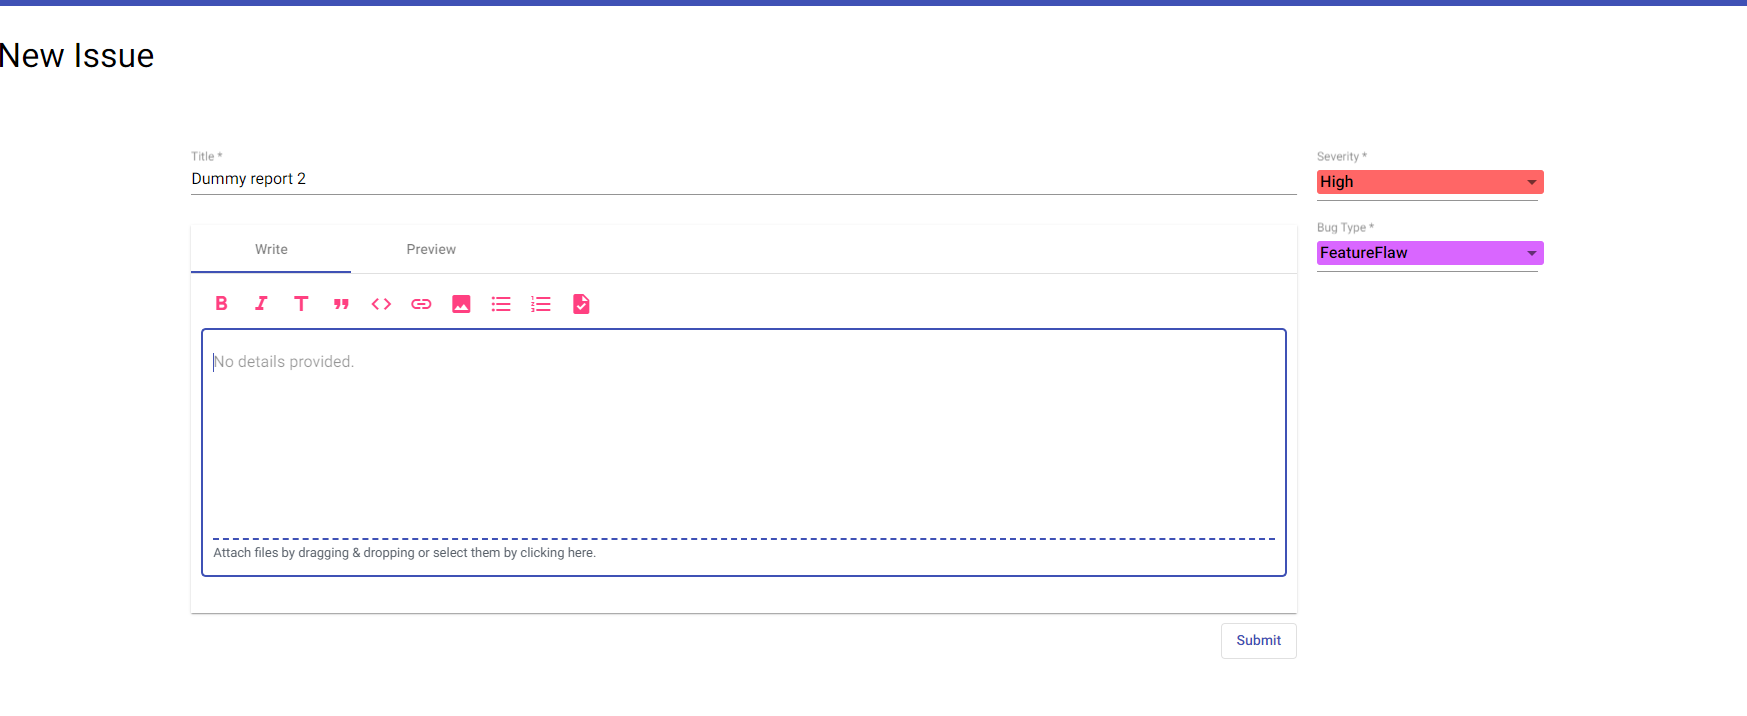 New Issue
Title *
Dummy report 2
Severity *
High
Bug Type *
FeatureFlaw
Write
Preview
No details provided.
Attach files by dragging & dropping or select them by clicking here.
Submit